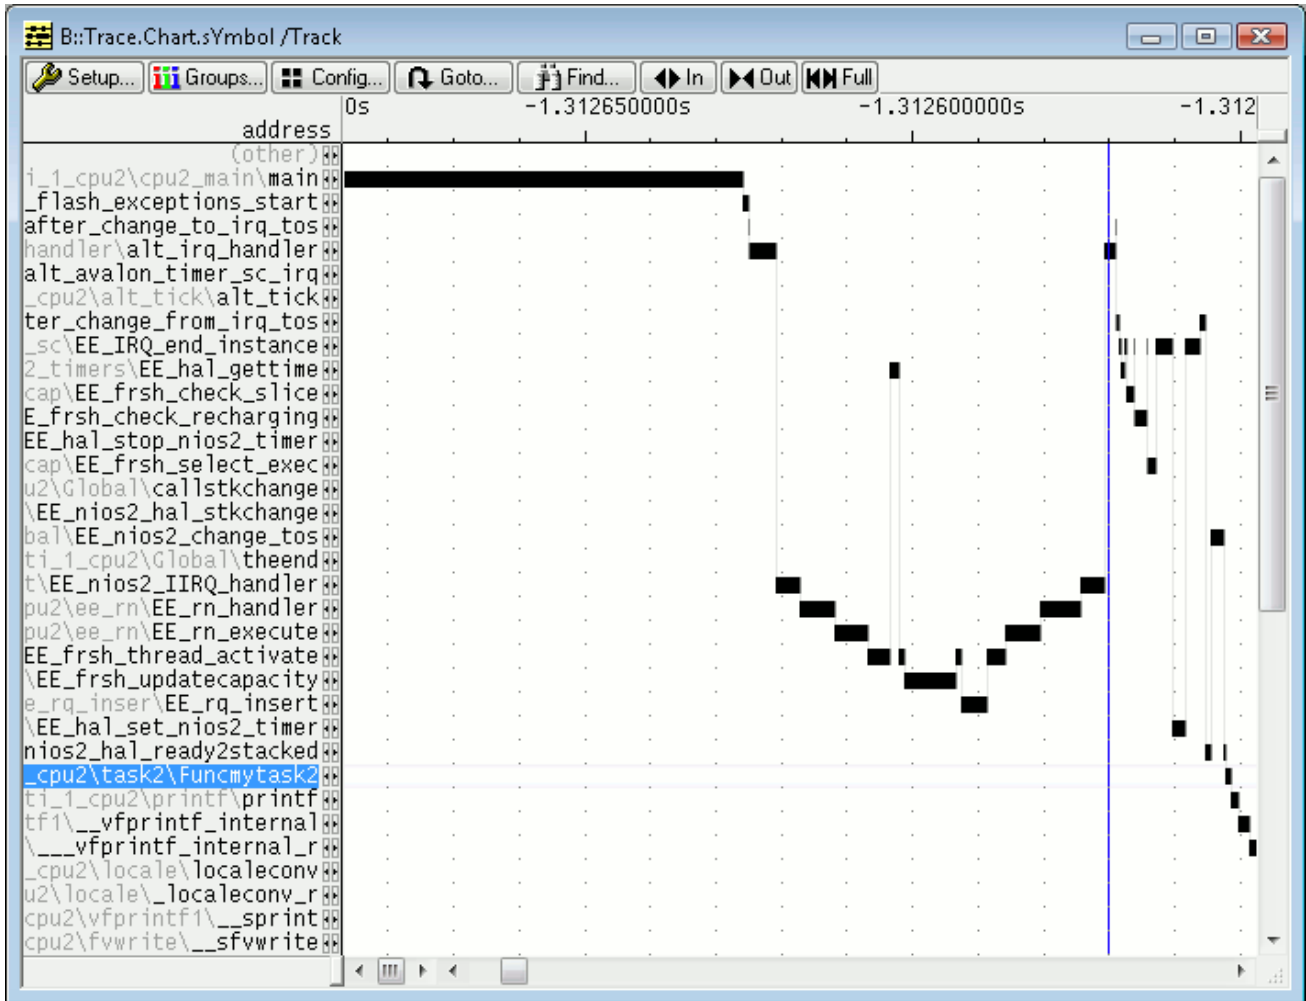 B::Trace.Chart.sYmbol /Track
Setup... Groups... Config... Goto... Find... In Out Full
0s -1.312650000s -1.312600000s -1.312
address
(other)
i_1_cpu2\cpu2_main\main
_flash_exceptions_start
after_change_to_irq_tos
handler\alt_irq_handler
alt_avalon_timer_sc_irq
_cpu2\alt_tick\alt_tick
ter_change_from_irq_tos
_sc\EE_IRQ_end_instance
2_timers\EE_hal_gettime
cap\EE_frsh_check_slice
E_frsh_check_recharging
EE_hal_stop_nios2_timer
cap\EE_frsh_select_exec
u2\Global\callstkchange
\EE_nios2_hal_stkchange
bal\EE_nios2_change_tos
ti_1_cpu2\Global\theend
t\EE_nios2_IIRQ_handler
pu2\ee_rn\EE_rn_handler
pu2\ee_rn\EE_rn_execute
EE_frsh_thread_activate
\EE_frsh_updatecapacity
e_rq_inser\EE_rq_insert
\EE_hal_set_nios2_timer
nios2_hal_ready2stacked
_cpu2\task2\Funcmytask2
ti_1_cpu2\printf\printf
tf1\__vfprintf_internal
\___vfprintf_internal_r
_cpu2\locale\localeconv
u2\locale\_localeconv_r
cpu2\vfprintf1\__sprint
cpu2\fvwrite\__sfvwrite